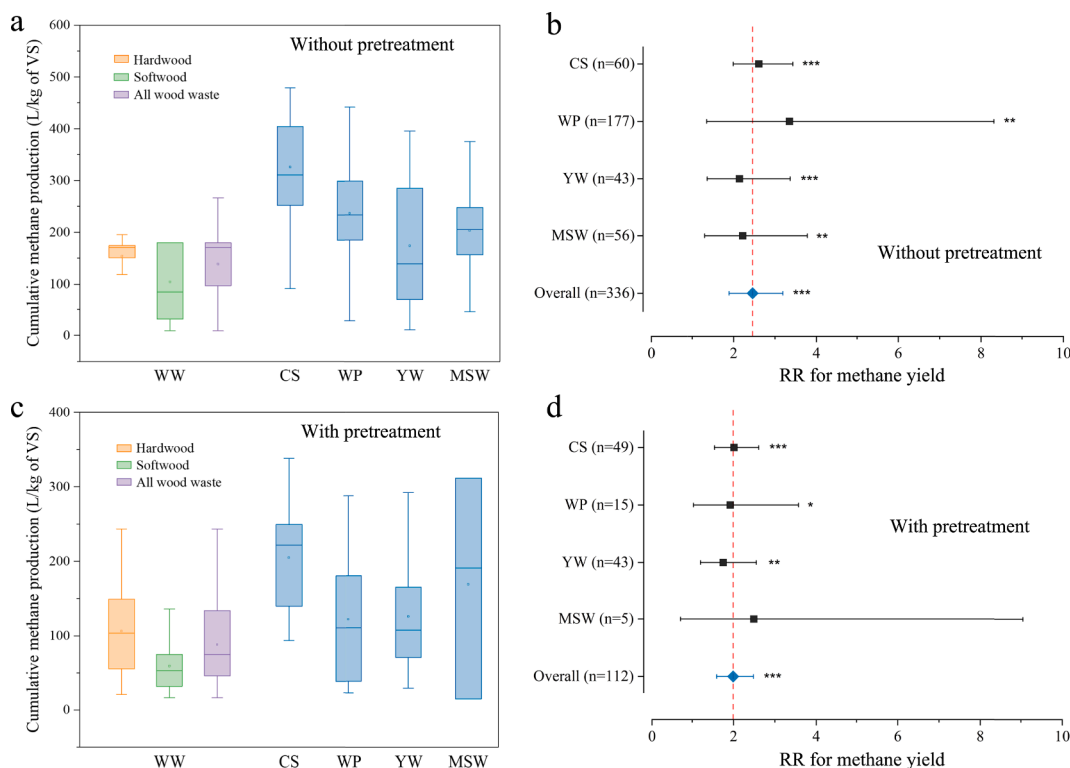 a
Cumulative methane production (L/kg of VS)
600
500
400
300
200
100
0
Without pretreatment
Hardwood
Softwood
All wood waste
WW
CS
WP
YW
MSW
b
CS (n=60)
***
WP (n=177)
**
YW (n=43)
***
MSW (n=56)
**
Without pretreatment
Overall (n=336)
***
0
2
4
6
8
10
RR for methane yield
c
Cumulative methane production (L/kg of VS)
400
300
200
100
0
With pretreatment
Hardwood
Softwood
All wood waste
WW
CS
WP
YW
MSW
d
CS (n=49)
***
WP (n=15)
*
With pretreatment
YW (n=43)
**
MSW (n=5)
Overall (n=112)
***
0
2
4
6
8
10
RR for methane yield